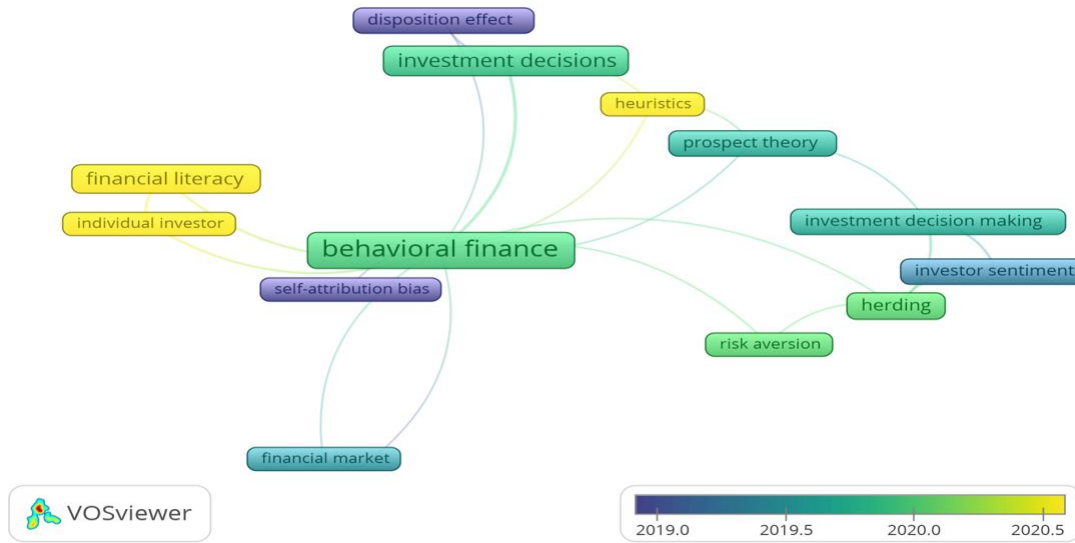 disposition effect
investment decisions
heuristics
prospect theory
financial literacy
individual investor
investment decision making
behavioral finance
investor sentiment
self-attribution bias
herding
risk aversion
financial market
VOSviewer
2019.0 2019.5 2020.0 2020.5